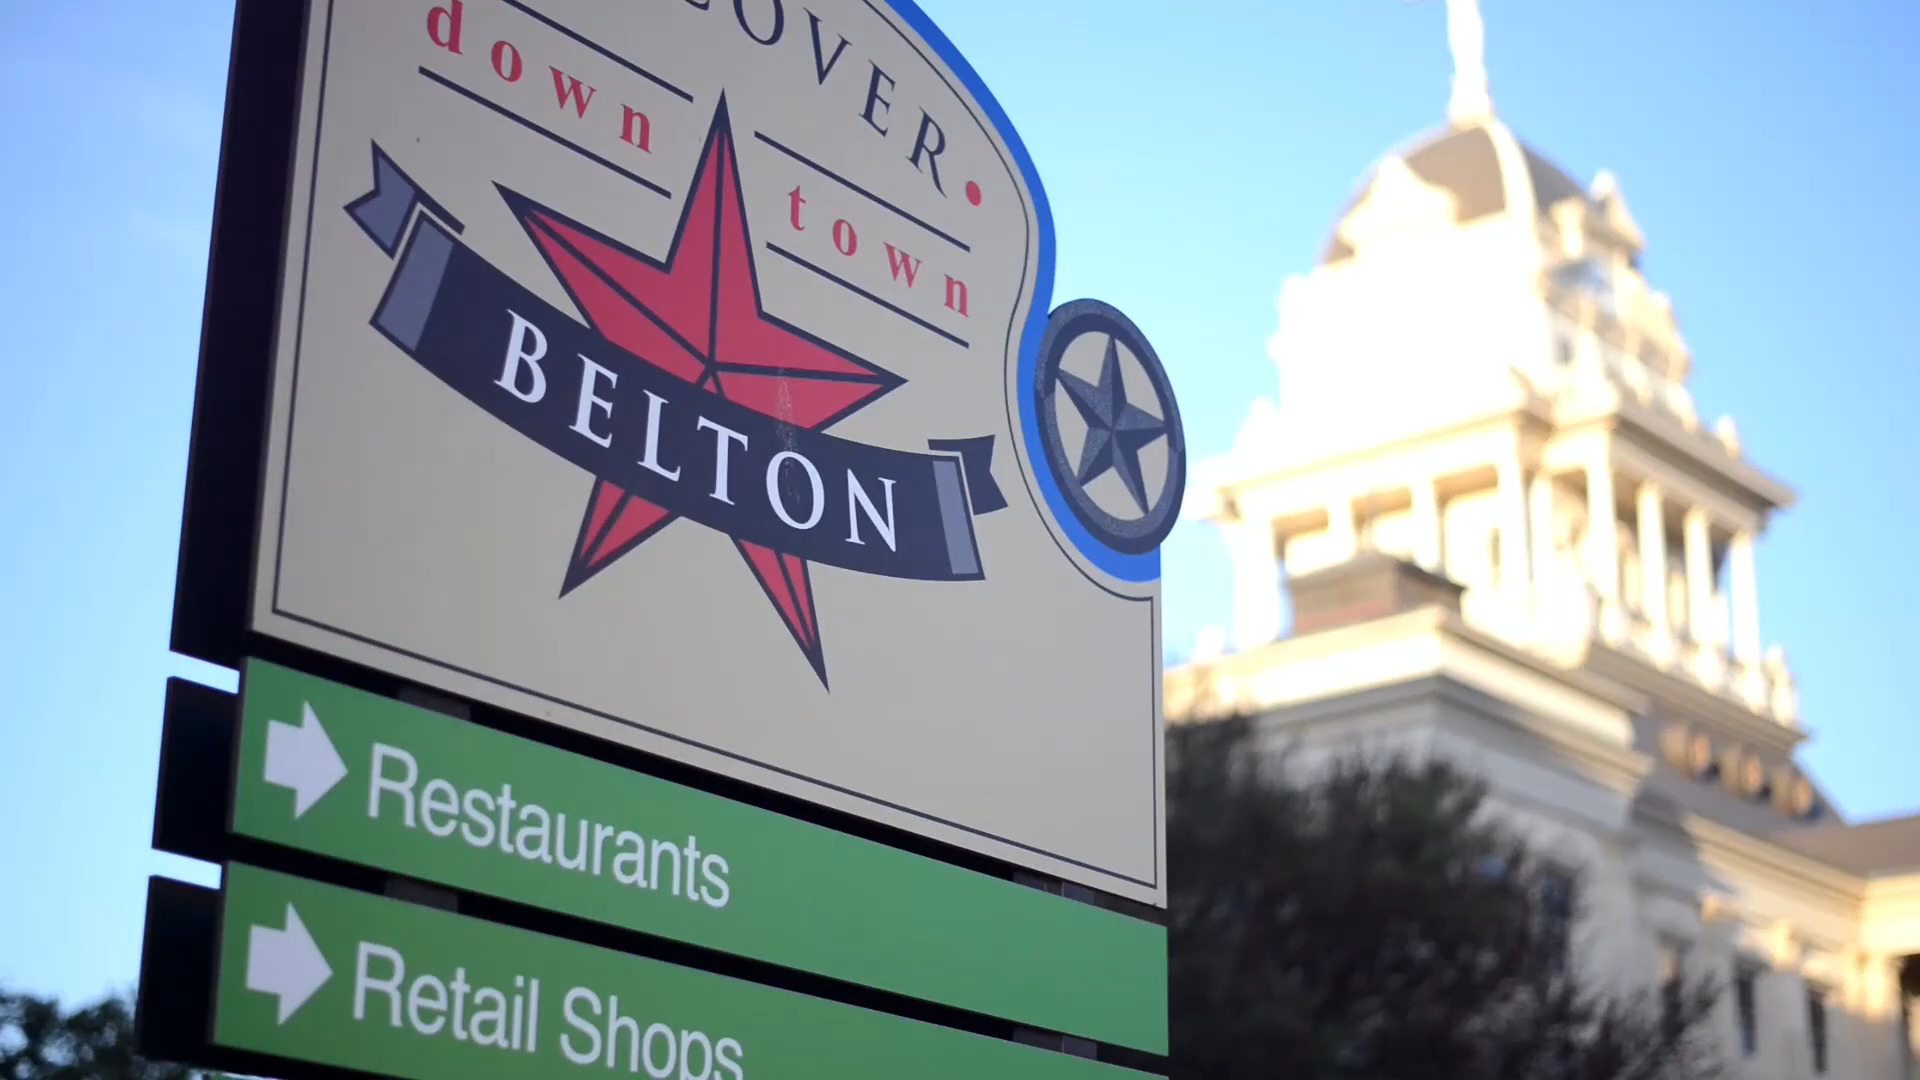 OVER
down
town
BELTON
Restaurants
Retail Shops